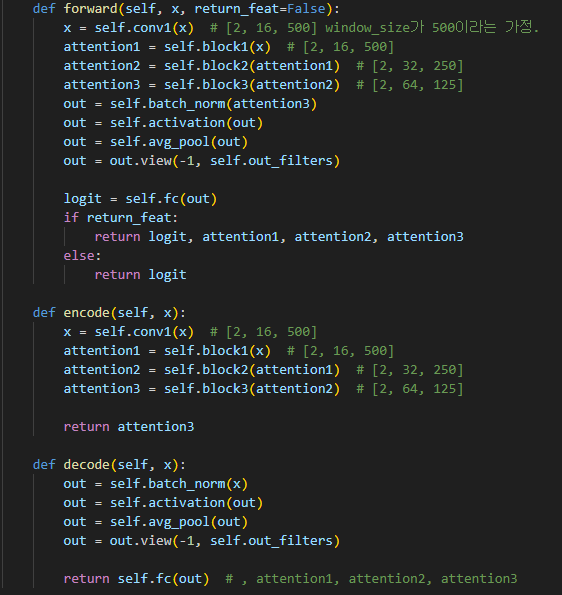 def forward(self, x, return_feat=False):
x = self.conv1(x)  # [2, 16, 500] window_size가 500이라는 가정.
attention1 = self.block1(x)  # [2, 16, 500]
attention2 = self.block2(attention1)  # [2, 32, 250]
attention3 = self.block3(attention2)  # [2, 64, 125]
out = self.batch_norm(attention3)
out = self.activation(out)
out = self.avg_pool(out)
out = out.view(-1, self.out_filters)
logit = self.fc(out)
if return_feat:
return logit, attention1, attention2, attention3
else:
return logit
def encode(self, x):
x = self.conv1(x)  # [2, 16, 500]
attention1 = self.block1(x)  # [2, 16, 500]
attention2 = self.block2(attention1)  # [2, 32, 250]
attention3 = self.block3(attention2)  # [2, 64, 125]
return attention3
def decode(self, x):
out = self.batch_norm(x)
out = self.activation(out)
out = self.avg_pool(out)
out = out.view(-1, self.out_filters)
return self.fc(out)  # , attention1, attention2, attention3